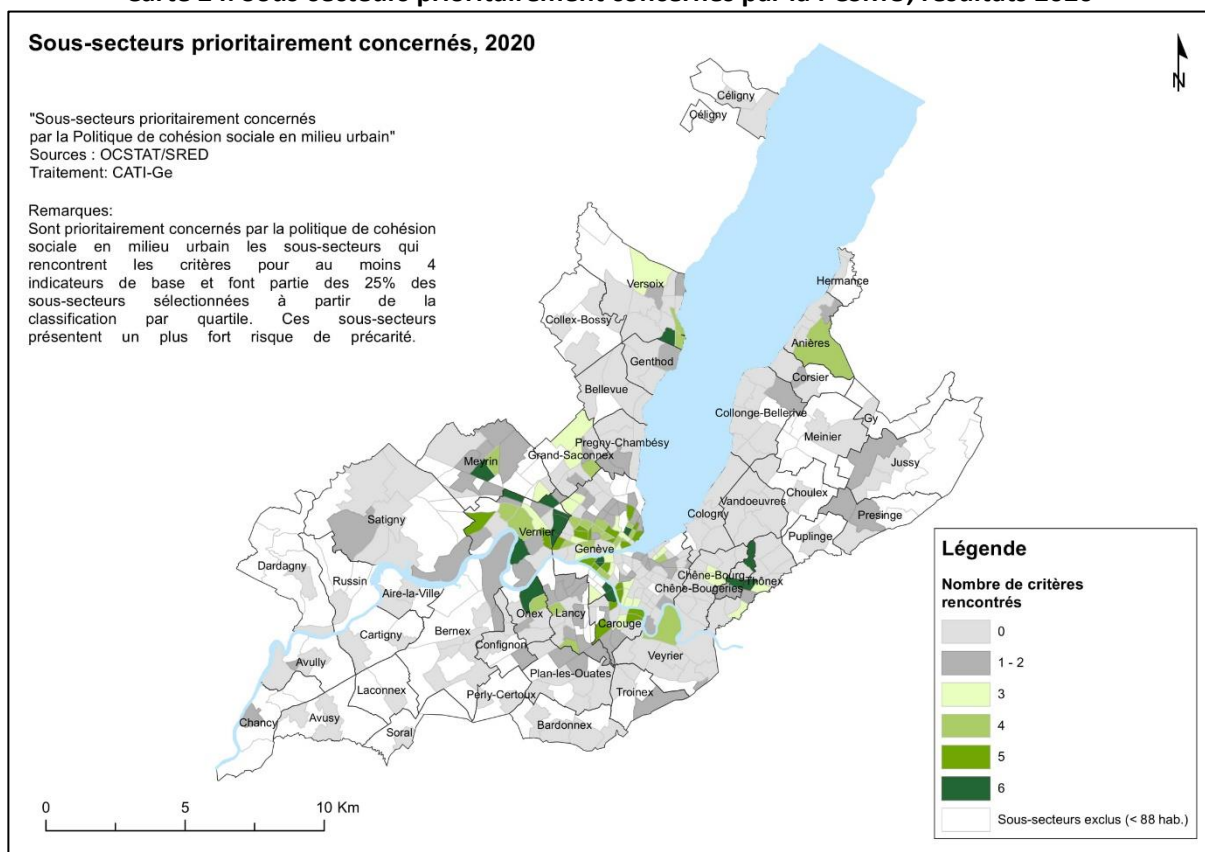 Sous-secteurs prioritairement concernés, 2020
N
"Sous-secteurs prioritairement concernés
par la Politique de cohésion sociale en milieu urbain"
Sources : OCSTAT/SRED
Traitement: CATI-Ge
Remarques:
Sont prioritairement concernés par la politique de cohésion
sociale en milieu urbain les sous-secteurs qui
rencontrent les critères pour au moins 4
indicateurs de base et font partie des 25% des
sous-secteurs sélectionnées à partir de la
classification par quartile. Ces sous-secteurs
présentent un plus fort risque de précarité.
Céligny
Céligny
Hermance
Versoix
Collex-Bossy
Anières
Genthod
Corsier
Bellevue
Collonge-Bellerive
Gy
Meinier
Pregny-Chambésy
Grand-Saconnex
Meyrin
Jussy
Choulex
Vandoeuvres
Cologny
Presinge
Satigny
Vernier
Puplinge
Genève
Dardagny
Russin
Chêne-Bourg
Thônex
Chêne-Bougeries
Aire-la-Ville
Onex
Lancy
Carouge
Cartigny
Bernex
Confignon
Veyrier
Avully
Plan-les-Ouates
Laconnex
Perly-Certoux
Troinex
Chancy
Avusy
Soral
Bardonnex
0 5 10 Km
Légende
Nombre de critères
rencontrés
0
1 - 2
3
4
5
6
Sous-secteurs exclus (< 88 hab.)